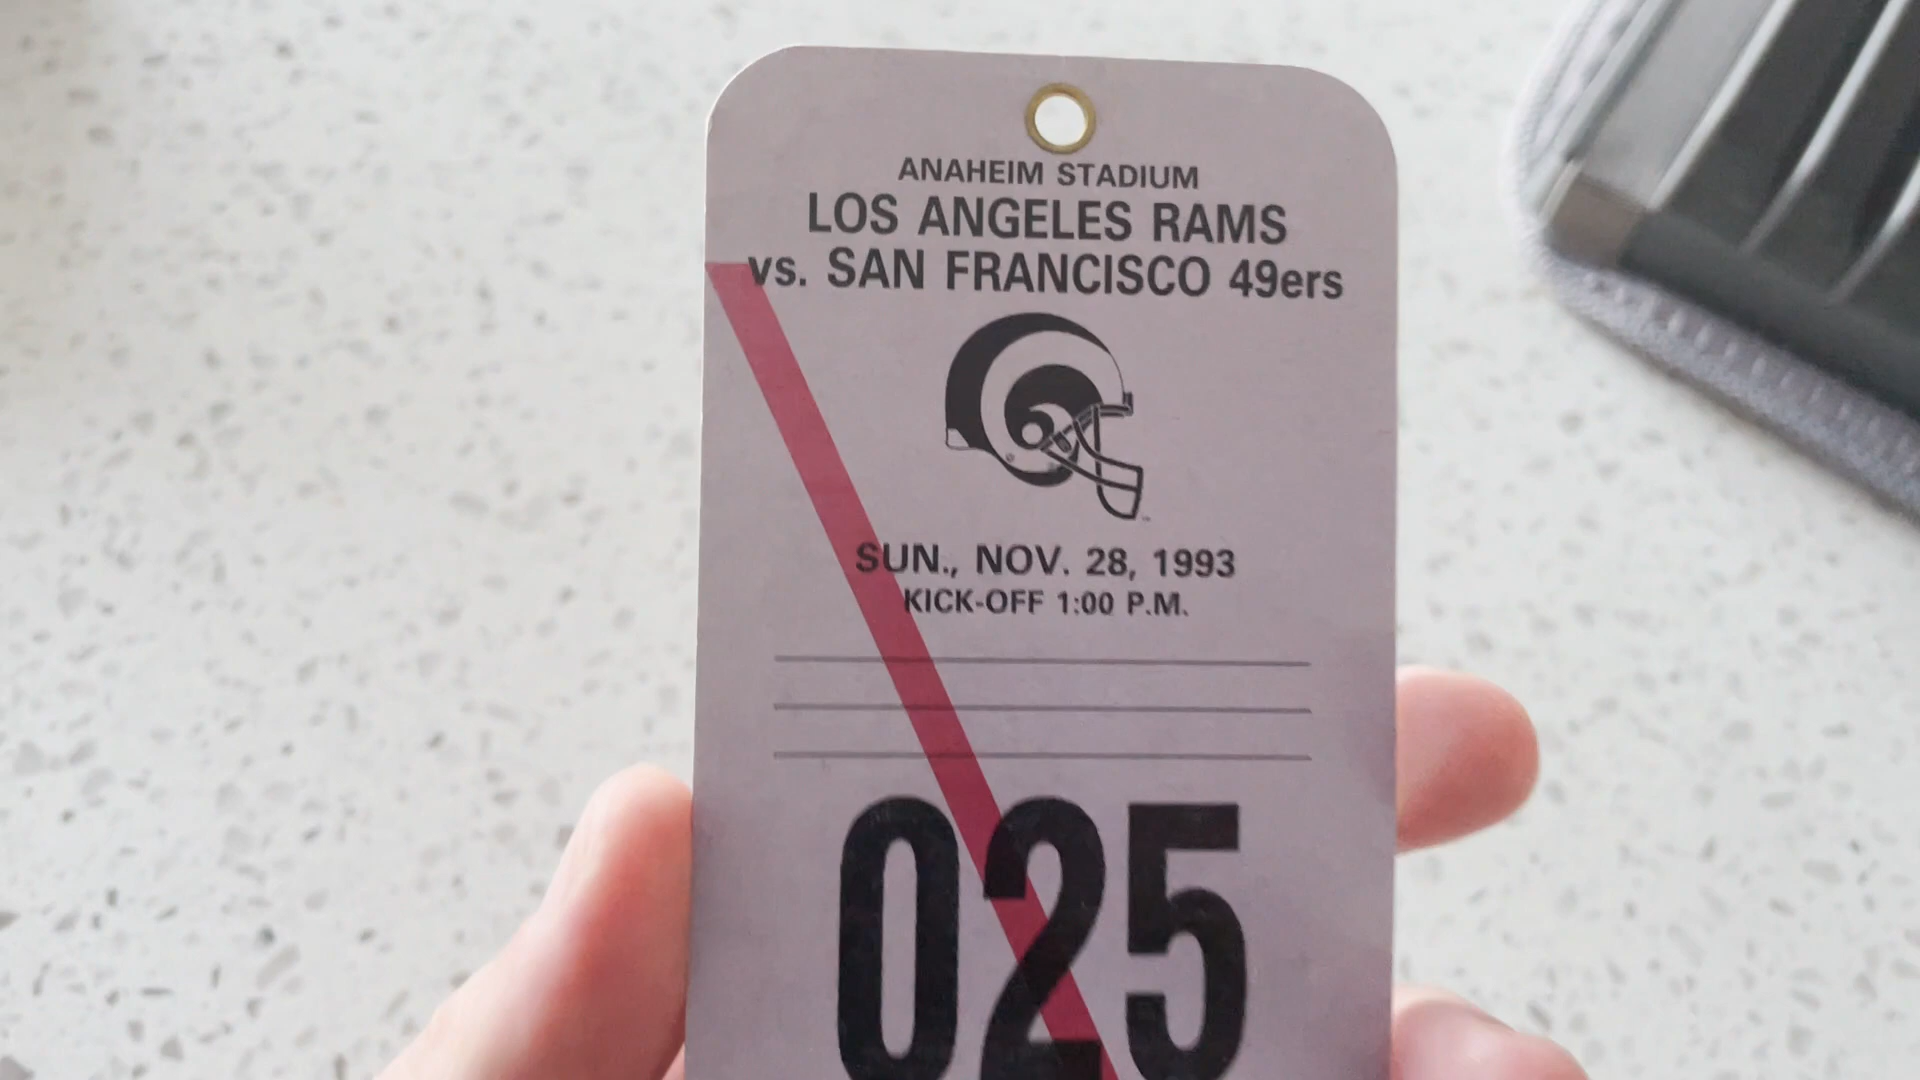 ANAHEIM STADIUM
LOS ANGELES RAMS
vs. SAN FRANCISCO 49ers
SUN., NOV. 28, 1993
KICK-OFF 1:00 P.M.
025